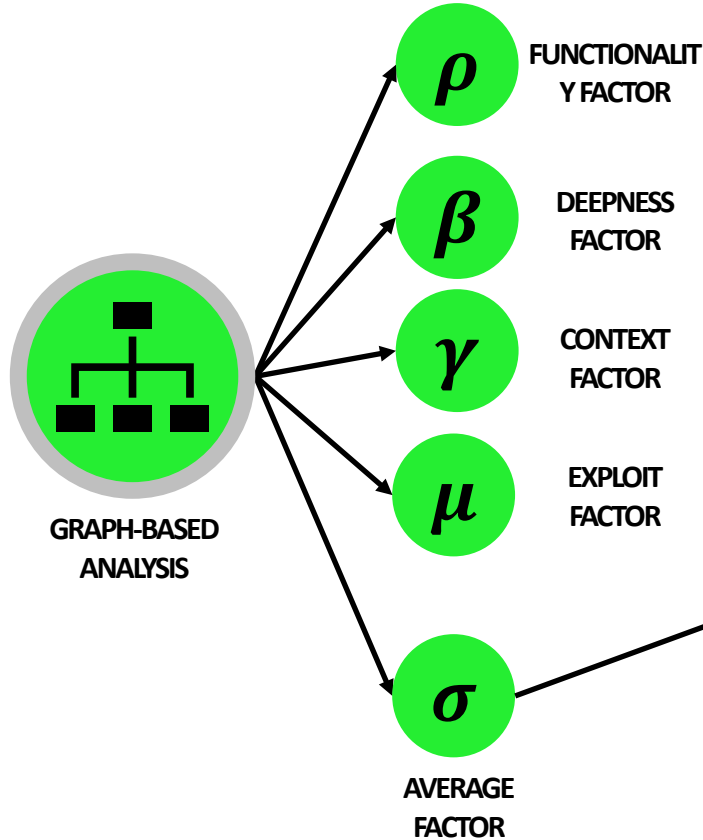 ρ
FUNCTIONALIT
Y FACTOR
β
DEEPNESS
FACTOR
γ
CONTEXT
FACTOR
μ
EXPLOIT
FACTOR
GRAPH-BASED
ANALYSIS
σ
AVERAGE
FACTOR